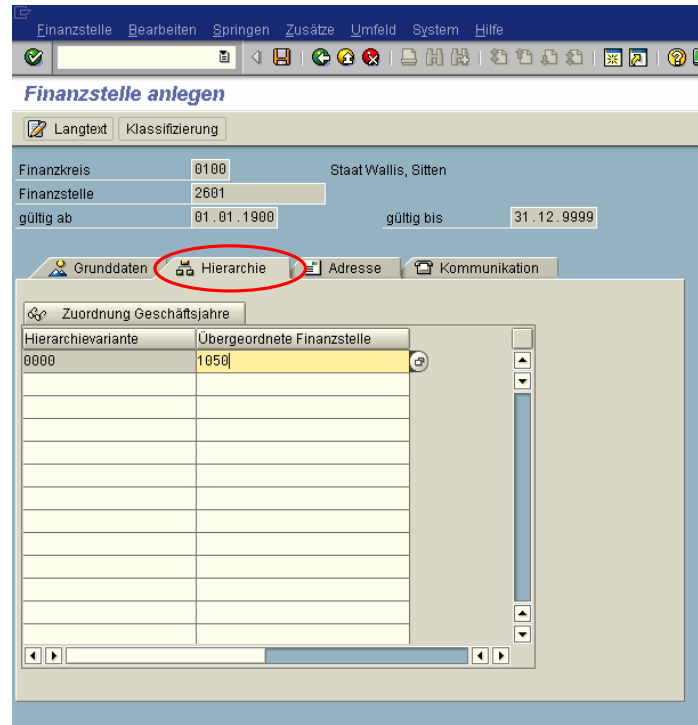 Finanzstelle Bearbeiten Springen Zusätze Umfeld System Hilfe
Finanzstelle anlegen
Langtext Klassifizierung
Finanzkreis 0100 Staat Wallis, Sitten
Finanzstelle 2601
gültig ab 01.01.1900 gültig bis 31.12.9999
Grunddaten Hierarchie Adresse Kommunikation
Zuordnung Geschäftsjahre
Hierarchievariante Übergeordnete Finanzstelle
0000 1050